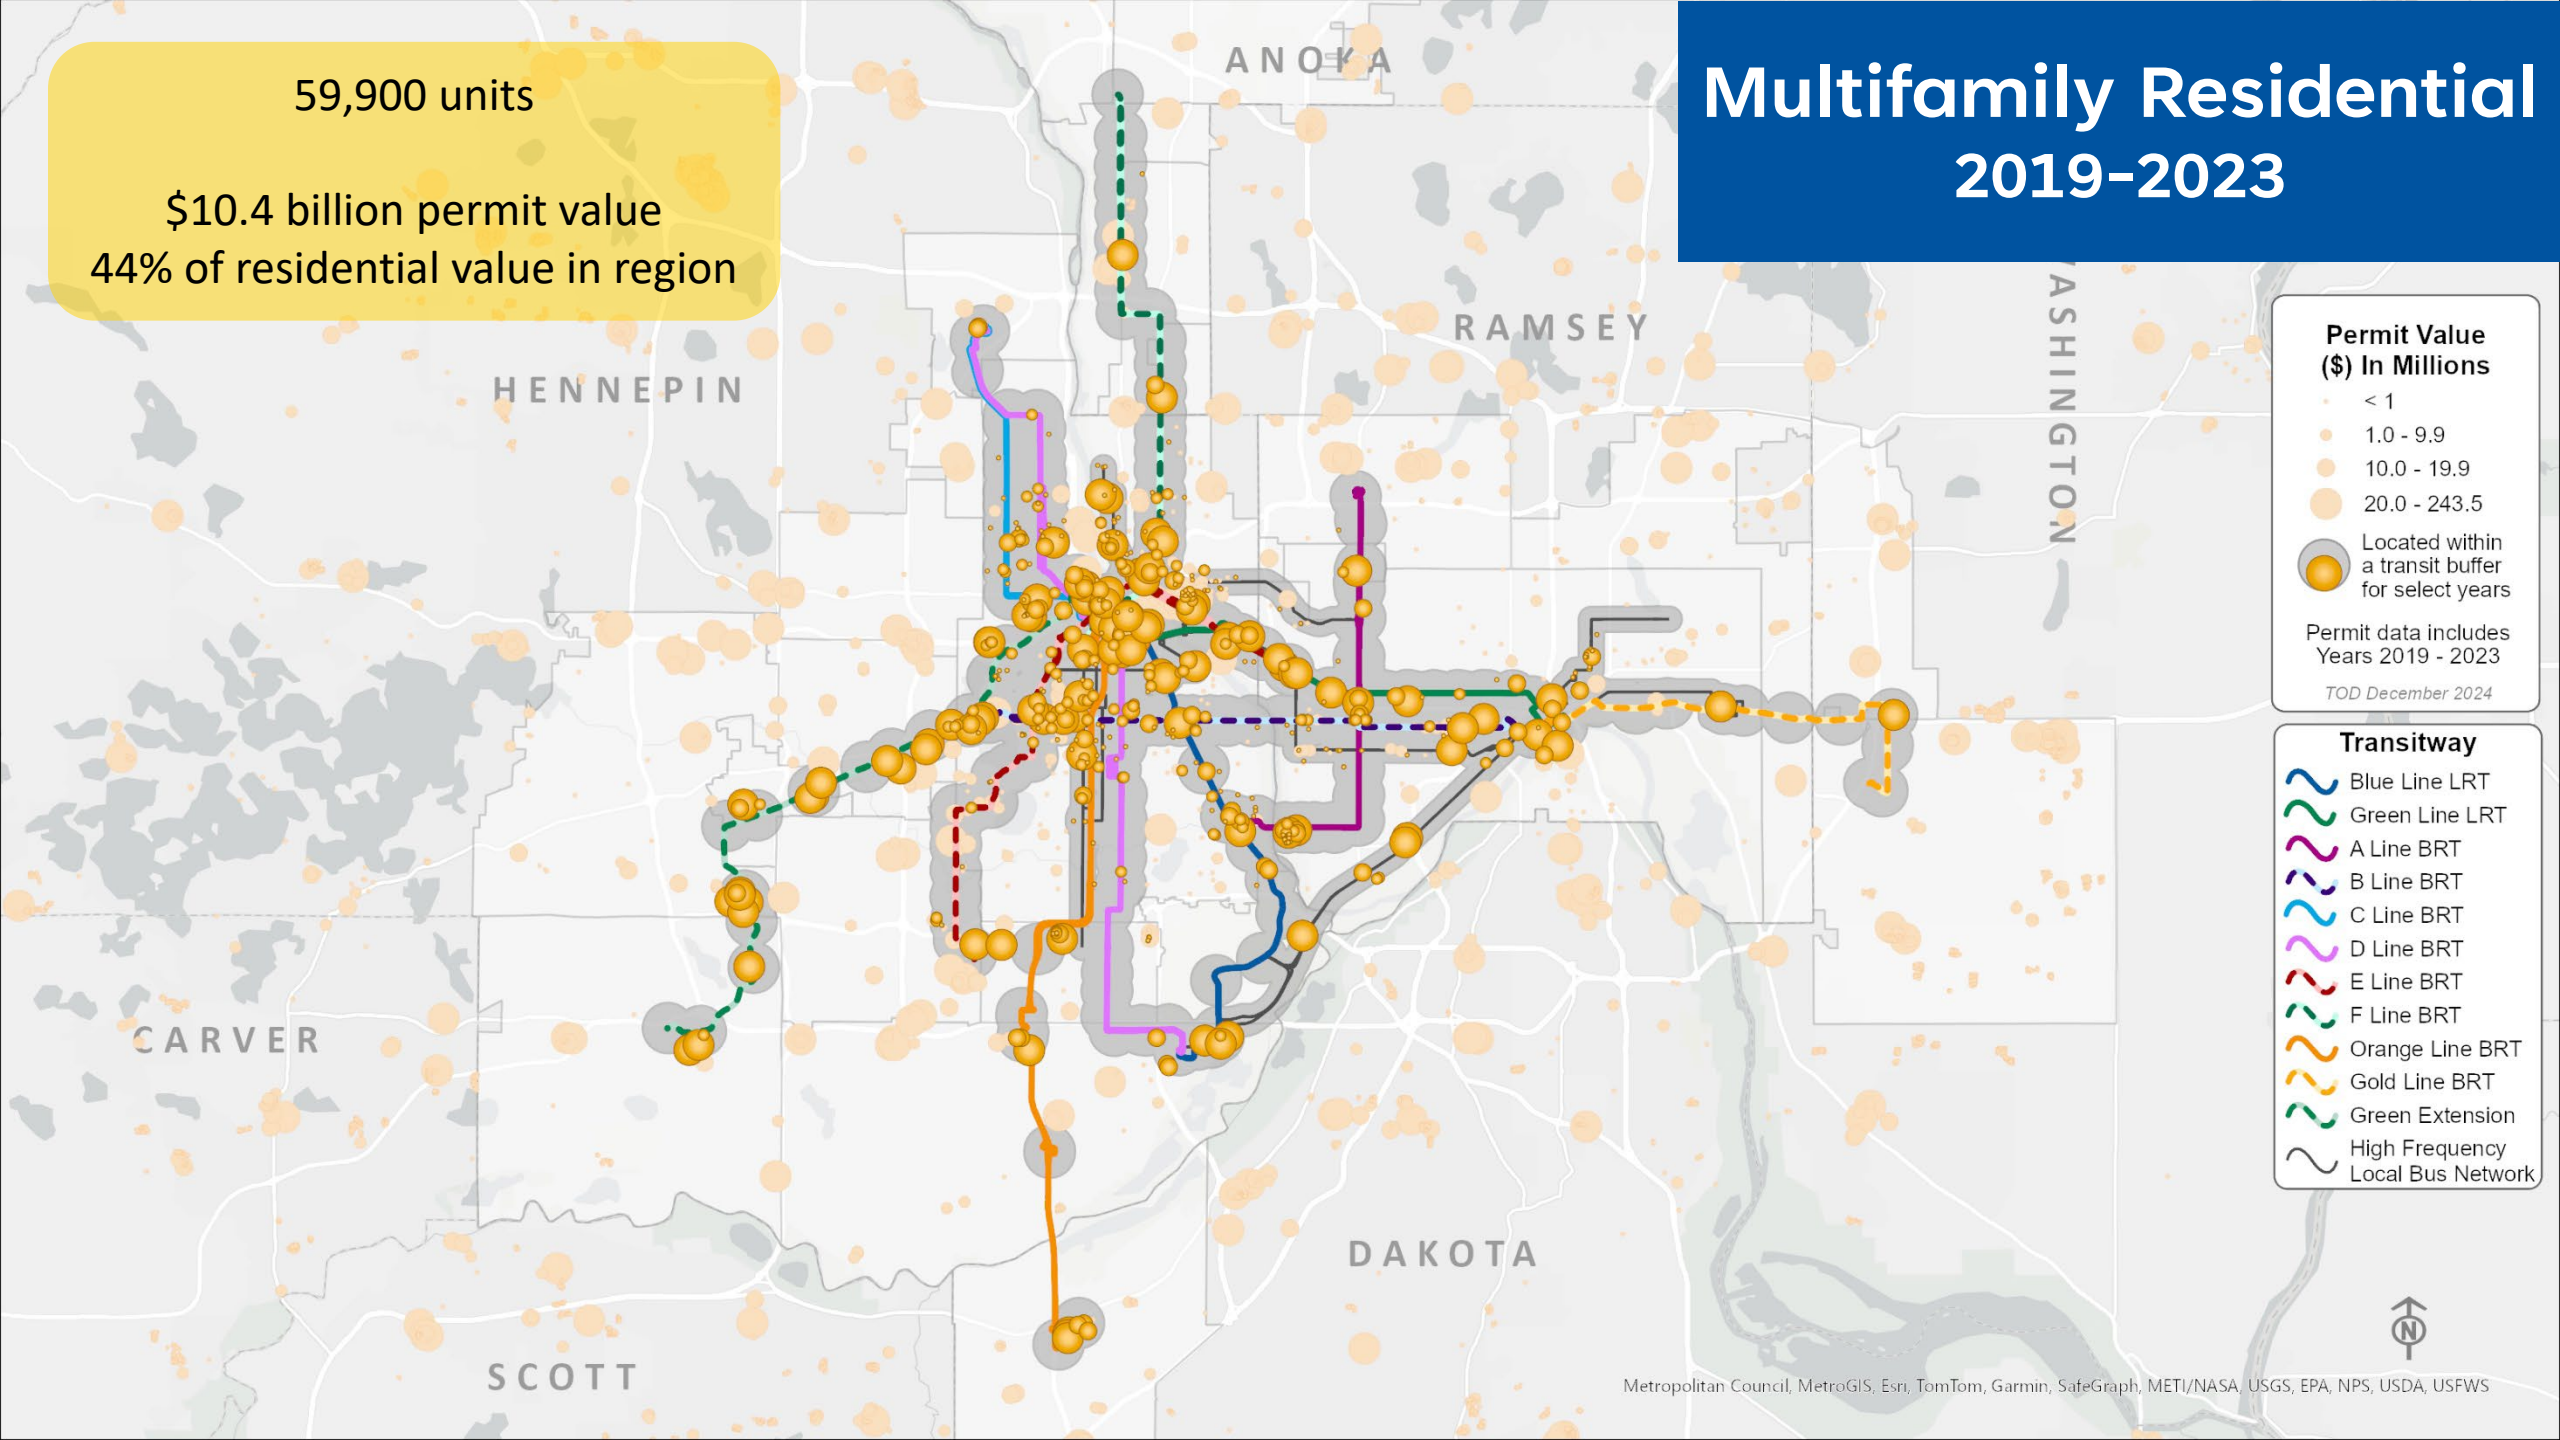 59,900 units
$10.4 billion permit value
44% of residential value in region
Multifamily Residential
2019-2023
ANOKA
HENNEPIN
RAMSEY
ASHINGTON
CARVER
SCOTT
DAKOTA
Permit Value
($) In Millions
< 1
1.0 - 9.9
10.0 - 19.9
20.0 - 243.5
Located within
a transit buffer
for select years
Permit data includes
Years 2019 - 2023
TOD December 2024
Transitway
Blue Line LRT
Green Line LRT
A Line BRT
B Line BRT
C Line BRT
D Line BRT
E Line BRT
F Line BRT
Orange Line BRT
Gold Line BRT
Green Extension
High Frequency
Local Bus Network
N
Metropolitan Council, MetroGIS, Esri, TomTom, Garmin, SafeGraph, METI/NASA, USGS, EPA, NPS, USDA, USFWS